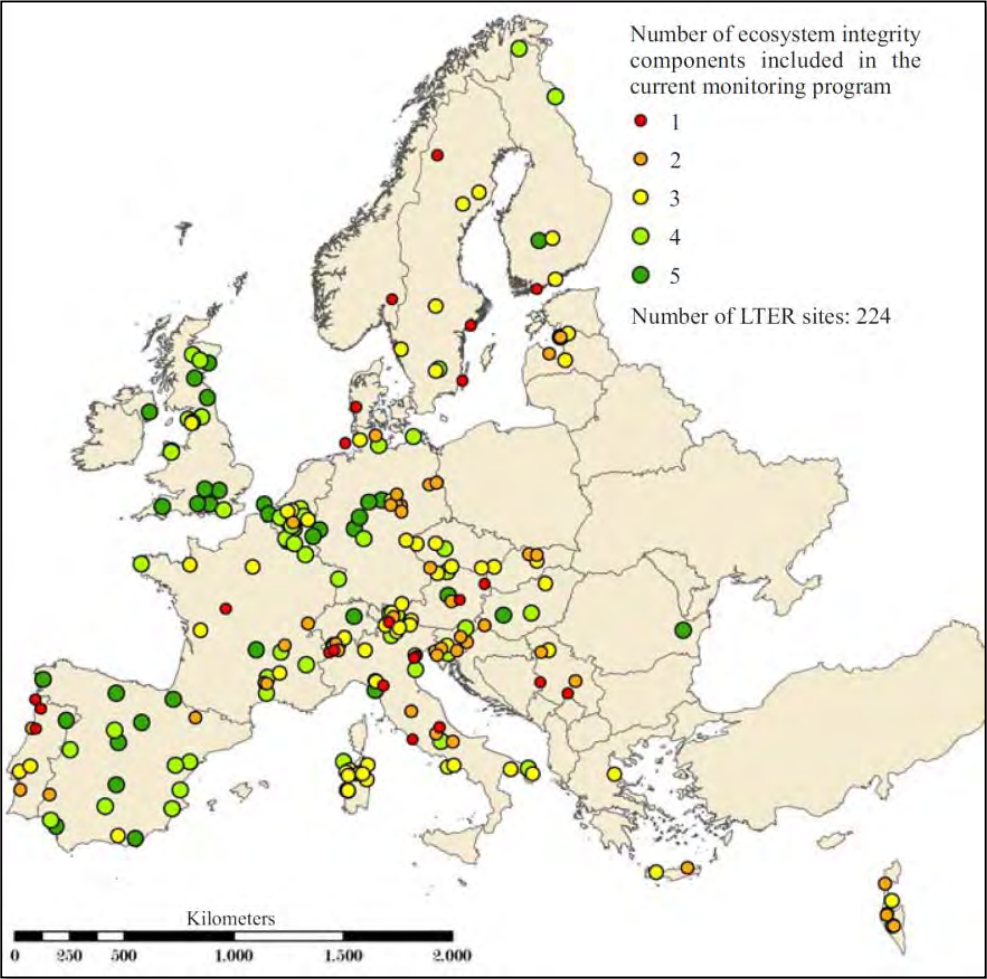 Number of ecosystem integrity
components included in the
current monitoring program
1
2
3
4
5
Number of LTER sites: 224
Kilometers
0 250 500 1.000 1.500 2.000